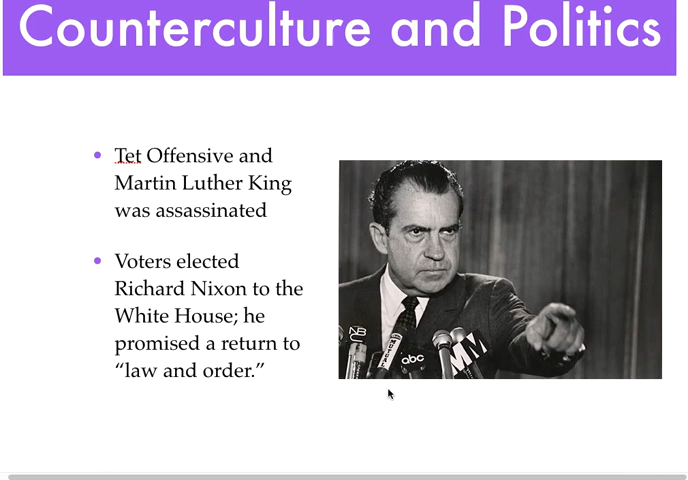 Counterculture and Politics
• Tet Offensive and
Martin Luther King
was assassinated
• Voters elected
Richard Nixon to the
White House; he
promised a return to
“law and order.”
NBC
abc